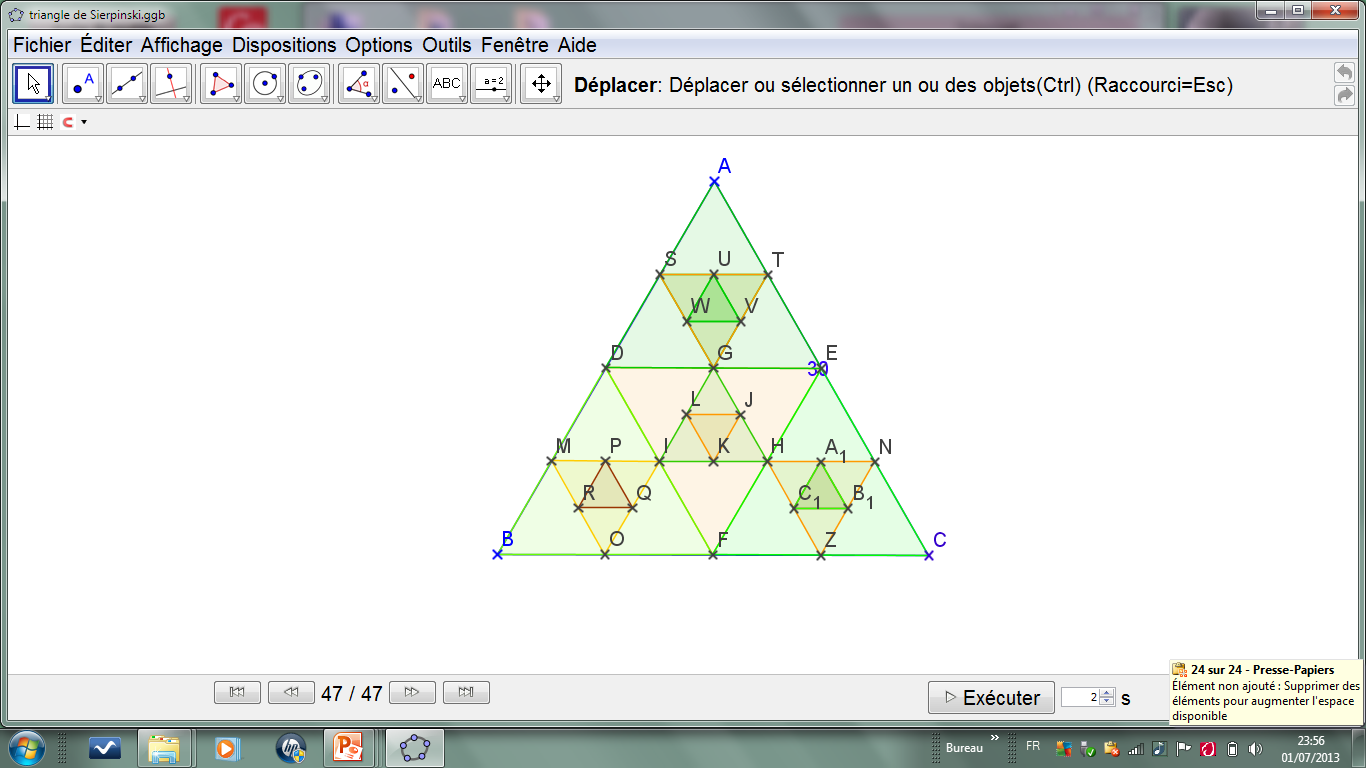 triangle de Sierpinski.ggb
Fichier Éditer Affichage Dispositions Options Outils Fenêtre Aide
A ABC a = 2 Déplacer: Déplacer ou sélectionner un ou des objets(Ctrl) (Raccourci=Esc)
A
S U T
W V
D G E
30
L J
M P I K H A1 N
R Q C1 B1
B O F Z C
47 / 47 Exécuter 2 s
24 sur 24 - Presse-Papiers
Élément non ajouté : Supprimer des
éléments pour augmenter l'espace
disponible
Bureau » FR 23:56
01/07/2013